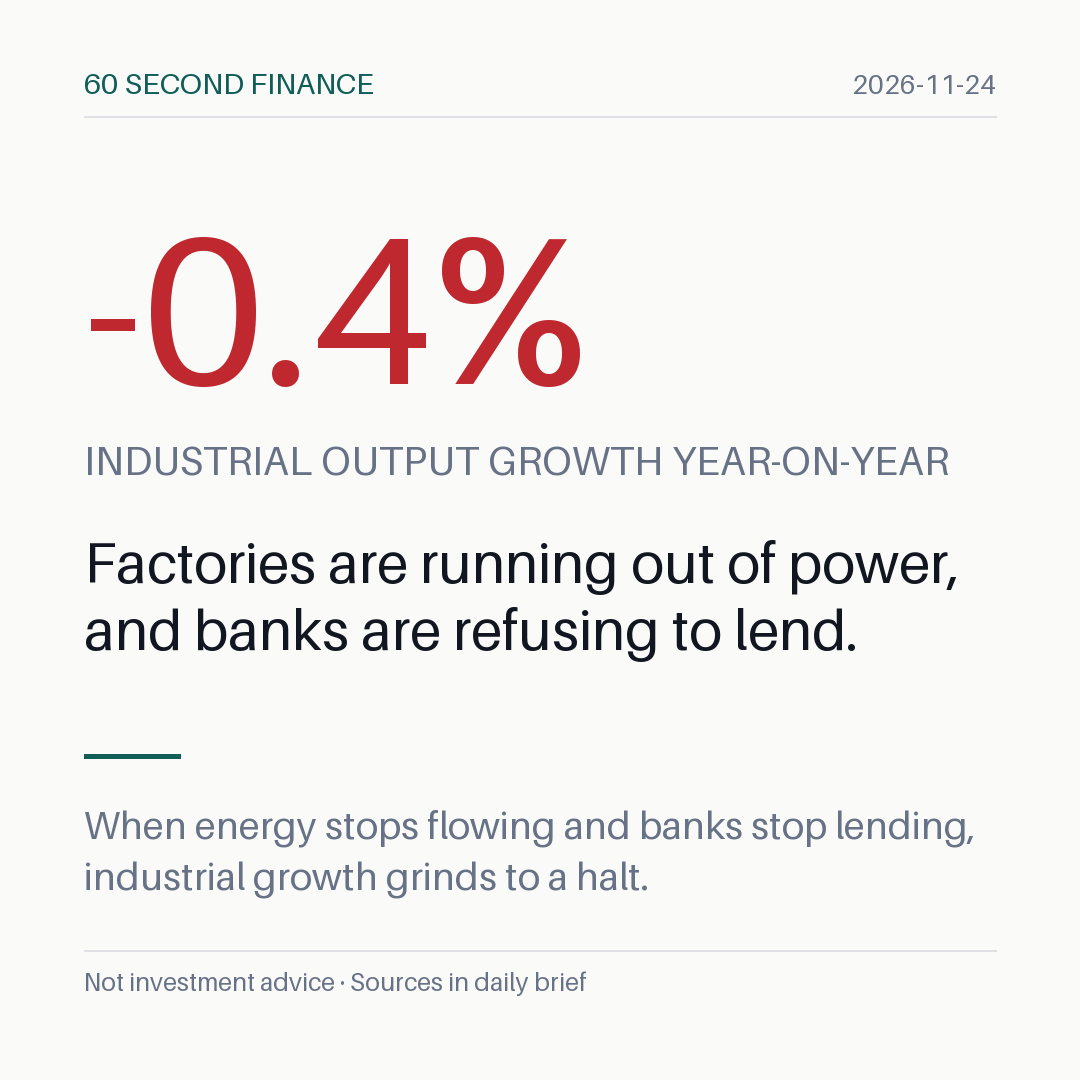 60 SECOND FINANCE
2026-11-24
-0.4%
INDUSTRIAL OUTPUT GROWTH YEAR-ON-YEAR
Factories are running out of power,
and banks are refusing to lend.
When energy stops flowing and banks stop lending,
industrial growth grinds to a halt.
Not investment advice · Sources in daily brief